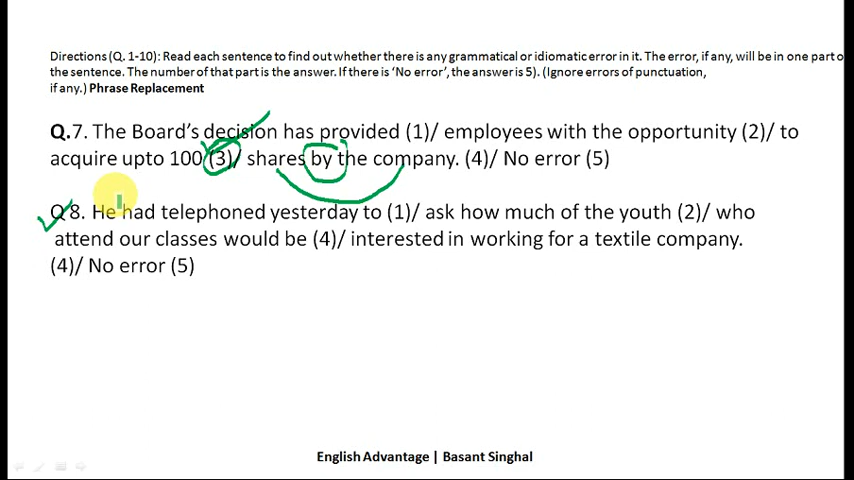 Directions (Q. 1-10): Read each sentence to find out whether there is any grammatical or idiomatic error in it. The error, if any, will be in one part o
the sentence. The number of that part is the answer. If there is 'No error', the answer is 5). (Ignore errors of punctuation,
if any.) Phrase Replacement
Q.7. The Board's decision has provided (1)/ employees with the opportunity (2)/ to
acquire upto 100 (3)/ shares by the company. (4)/ No error (5)
Q8. He had telephoned yesterday to (1)/ ask how much of the youth (2)/ who
attend our classes would be (4)/ interested in working for a textile company.
(4)/ No error (5)
English Advantage | Basant Singhal